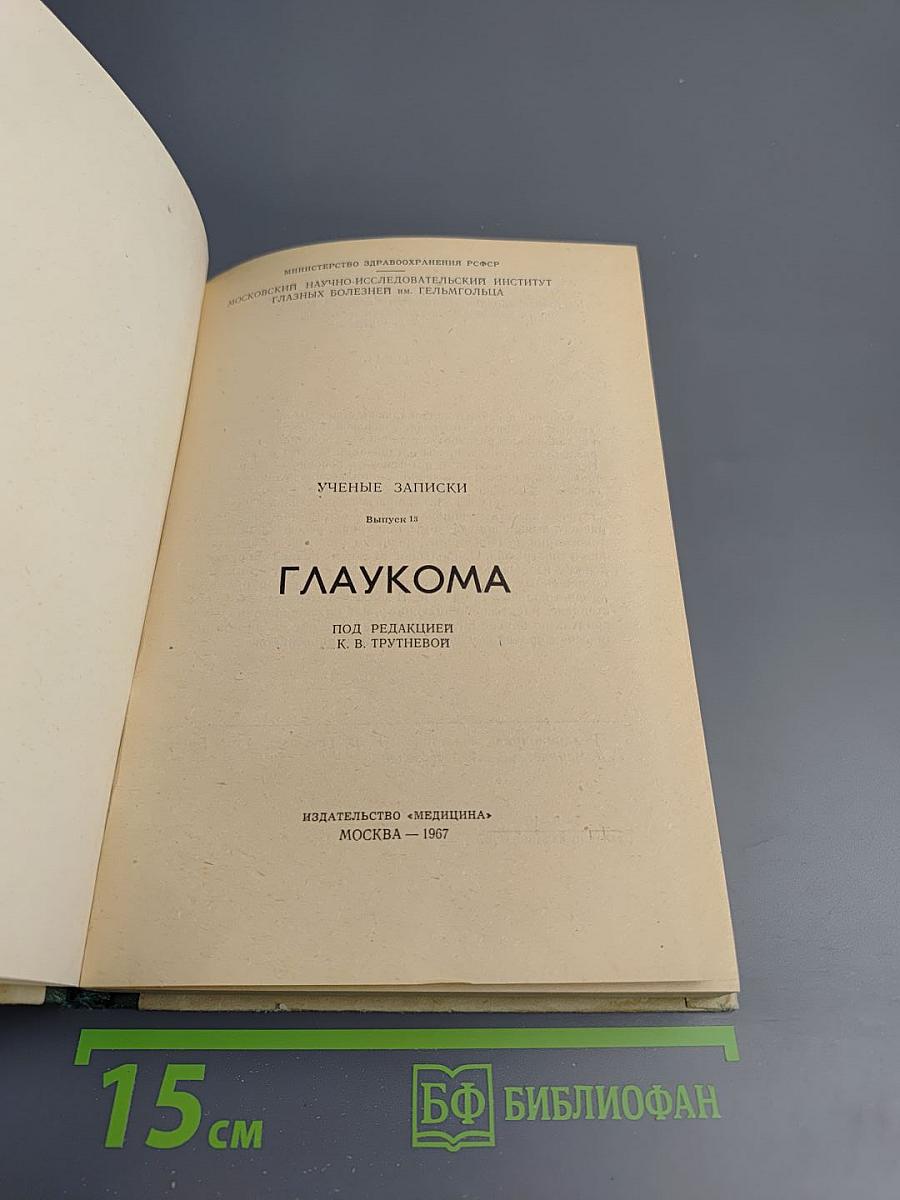 МИНИСТЕРСТВО ЗДРАВООХРАНЕНИЯ РСФСР
МОСКОВСКИЙ НАУЧНО-ИССЛЕДОВАТЕЛЬСКИЙ ИНСТИТУТ
ГЛАЗНЫХ БОЛЕЗНЕЙ им. ГЕЛЬМГОЛЬЦА
УЧЕНЫЕ ЗАПИСКИ
Выпуск 13
ГЛАУКОМА
ПОД РЕДАКЦИЕЙ
К. В. ТРУТНЕВОЙ
ИЗДАТЕЛЬСТВО «МЕДИЦИНА»
МОСКВА — 1967
15 см
БФ БИБЛИОФАН